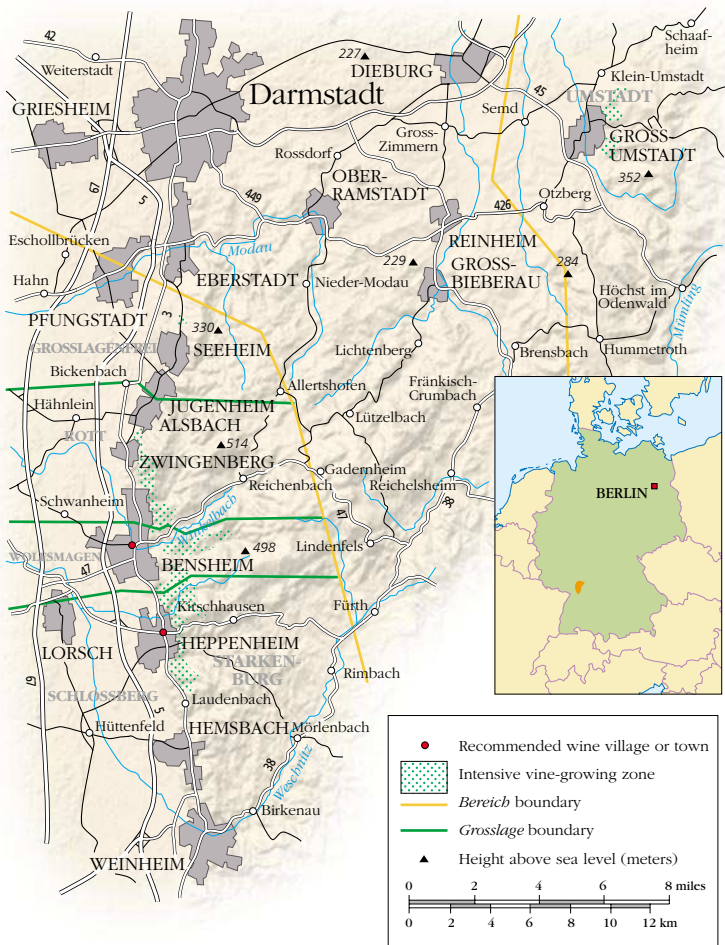 42
Weiterstadt
227
DIEBURG
Schaaf-
heim
Klein-Umstadt
GRIESHEIM
Darmstadt
45
UMSTADT
Semd
Gross-
Zimmern
GROSS
UMSTADT
Rossdorf
352
67
5
449
OBER-
RAMSTADT
Otzberg
426
Eschollbrücken
Modau
REINHEIM
Hahn
EBERSTADT
229
Nieder-Modau
GROSS-
BIEBERAU
284
Höchst im
Odenwald
Mümling
PFUNGSTADT
3
330
GROSSLAGENFREI
SEEHEIM
Lichtenberg
Brensbach
Hummetroth
Bickenbach
Allertshofen
Fränkisch-
Crumbach
Hähnlein
JUGENHEIM
ALSBACH
Lützelbach
ROTT
514
ZWINGENBERG
Gadernheim
Reichenbach
Reichelsheim
38
Schwanheim
Winkelbach
47
WOLFSMAGEN
498
Lindenfels
47
BENSHEIM
Kirschhausen
Fürth
LORSCH
HEPPENHEIM
STARKEN-
BURG
Rimbach
67
SCHLOSSBERG
5
Laudenbach
Hüttenfeld
HEMSBACH
Mörlenbach
38
Weschnitz
Birkenau
WEINHEIM
BERLIN
Recommended wine village or town
Intensive vine-growing zone
Bereich boundary
Grosslage boundary
Height above sea level (meters)
0 2 4 6 8 miles
0 2 4 6 8 10 12 km